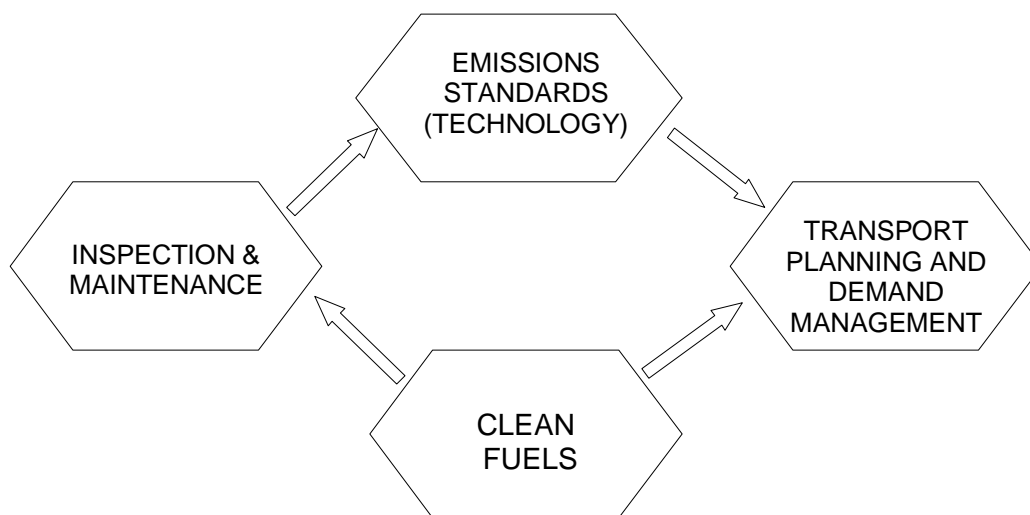 EMISSIONS
STANDARDS
(TECHNOLOGY)
INSPECTION &
MAINTENANCE
TRANSPORT
PLANNING AND
DEMAND
MANAGEMENT
CLEAN
FUELS